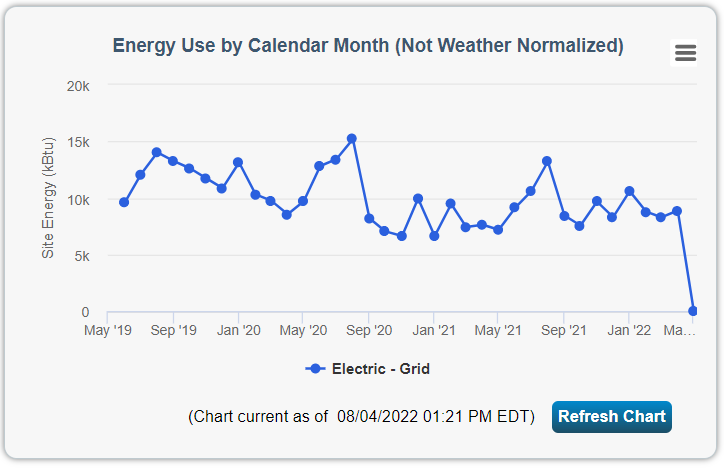 Energy Use by Calendar Month (Not Weather Normalized)
Site Energy (kBtu)
20k
15k
10k
5k
0
May '19 Sep '19 Jan '20 May '20 Sep '20 Jan '21 May '21 Sep '21 Jan '22 Ma...
Electric - Grid
(Chart current as of 08/04/2022 01:21 PM EDT) Refresh Chart